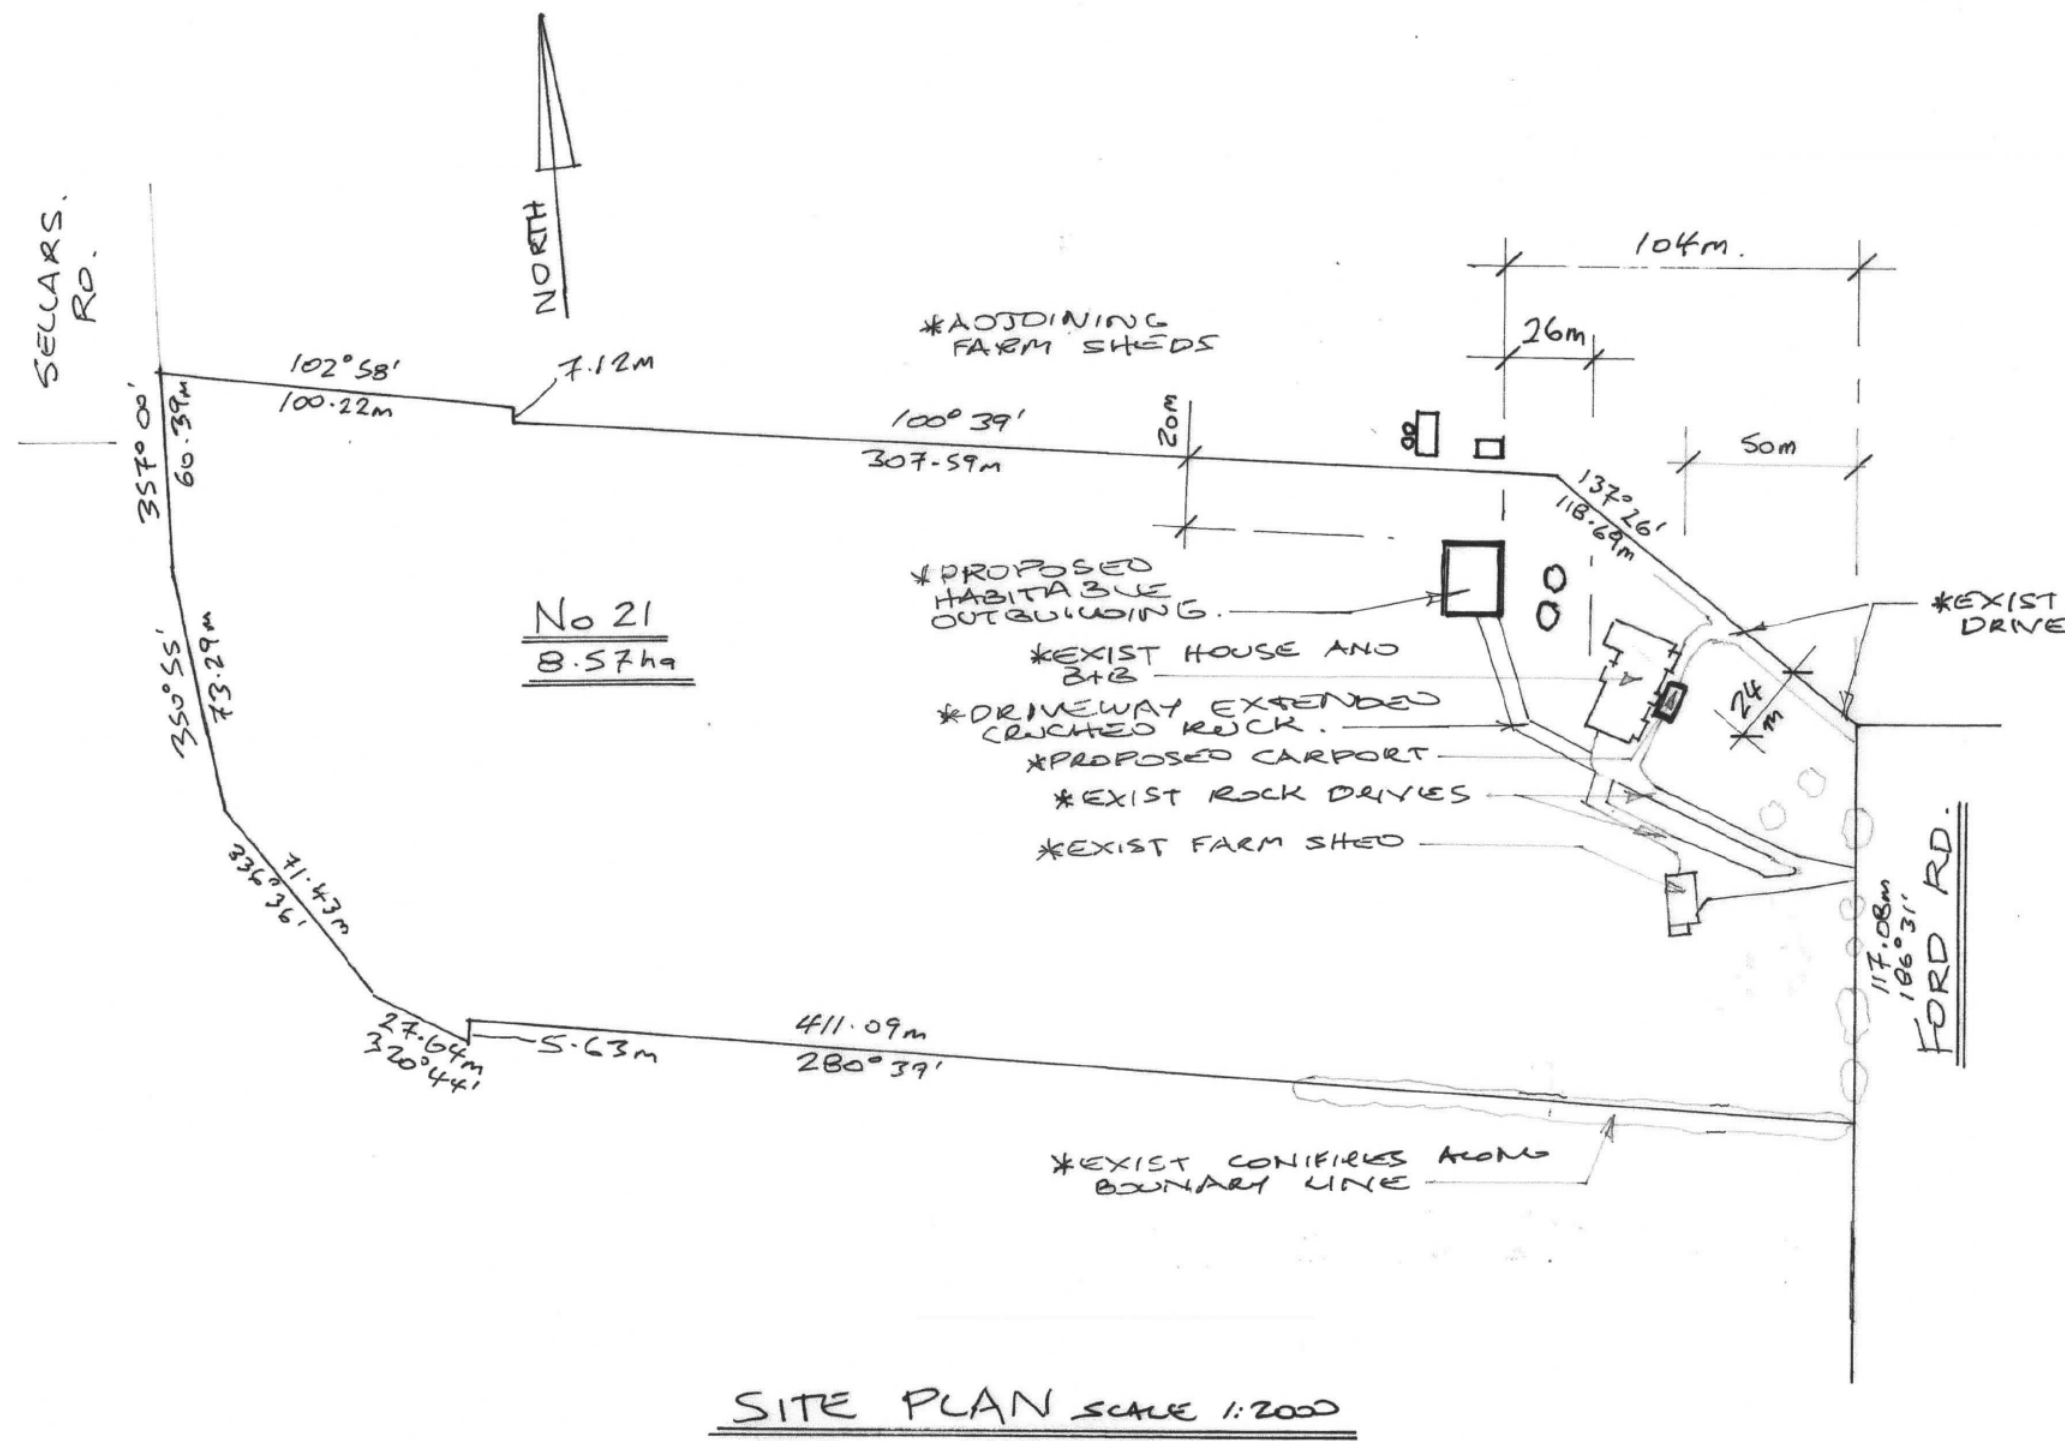 SELLARS.
RD.
NORTH
104m.
26m
50m
*ADJOINING
FARM SHEDS
102°58'
100.22m
7.12m
100°39'
307.59m
20m
137°26'
118.69m
357°00'
60.39m
350°55'
73.29m
No 21
8.57ha
*PROPOSED
HABITABLE
OUTBUILDING.
*EXIST HOUSE AND
B+B
*DRIVEWAY EXTENDED
CRUCHED ROCK.
*PROPOSED CARPORT
*EXIST ROCK DRIVES
*EXIST FARM SHED
*EXIST
DRIVE
24
m
71.43m
336°36'
27.64m
320°44'
5.63m
411.09m
280°39'
117.08m
186°31'
FORD RD.
*EXIST CONIFIRES ALONG
BOUNARY LINE
SITE PLAN SCALE 1:2000